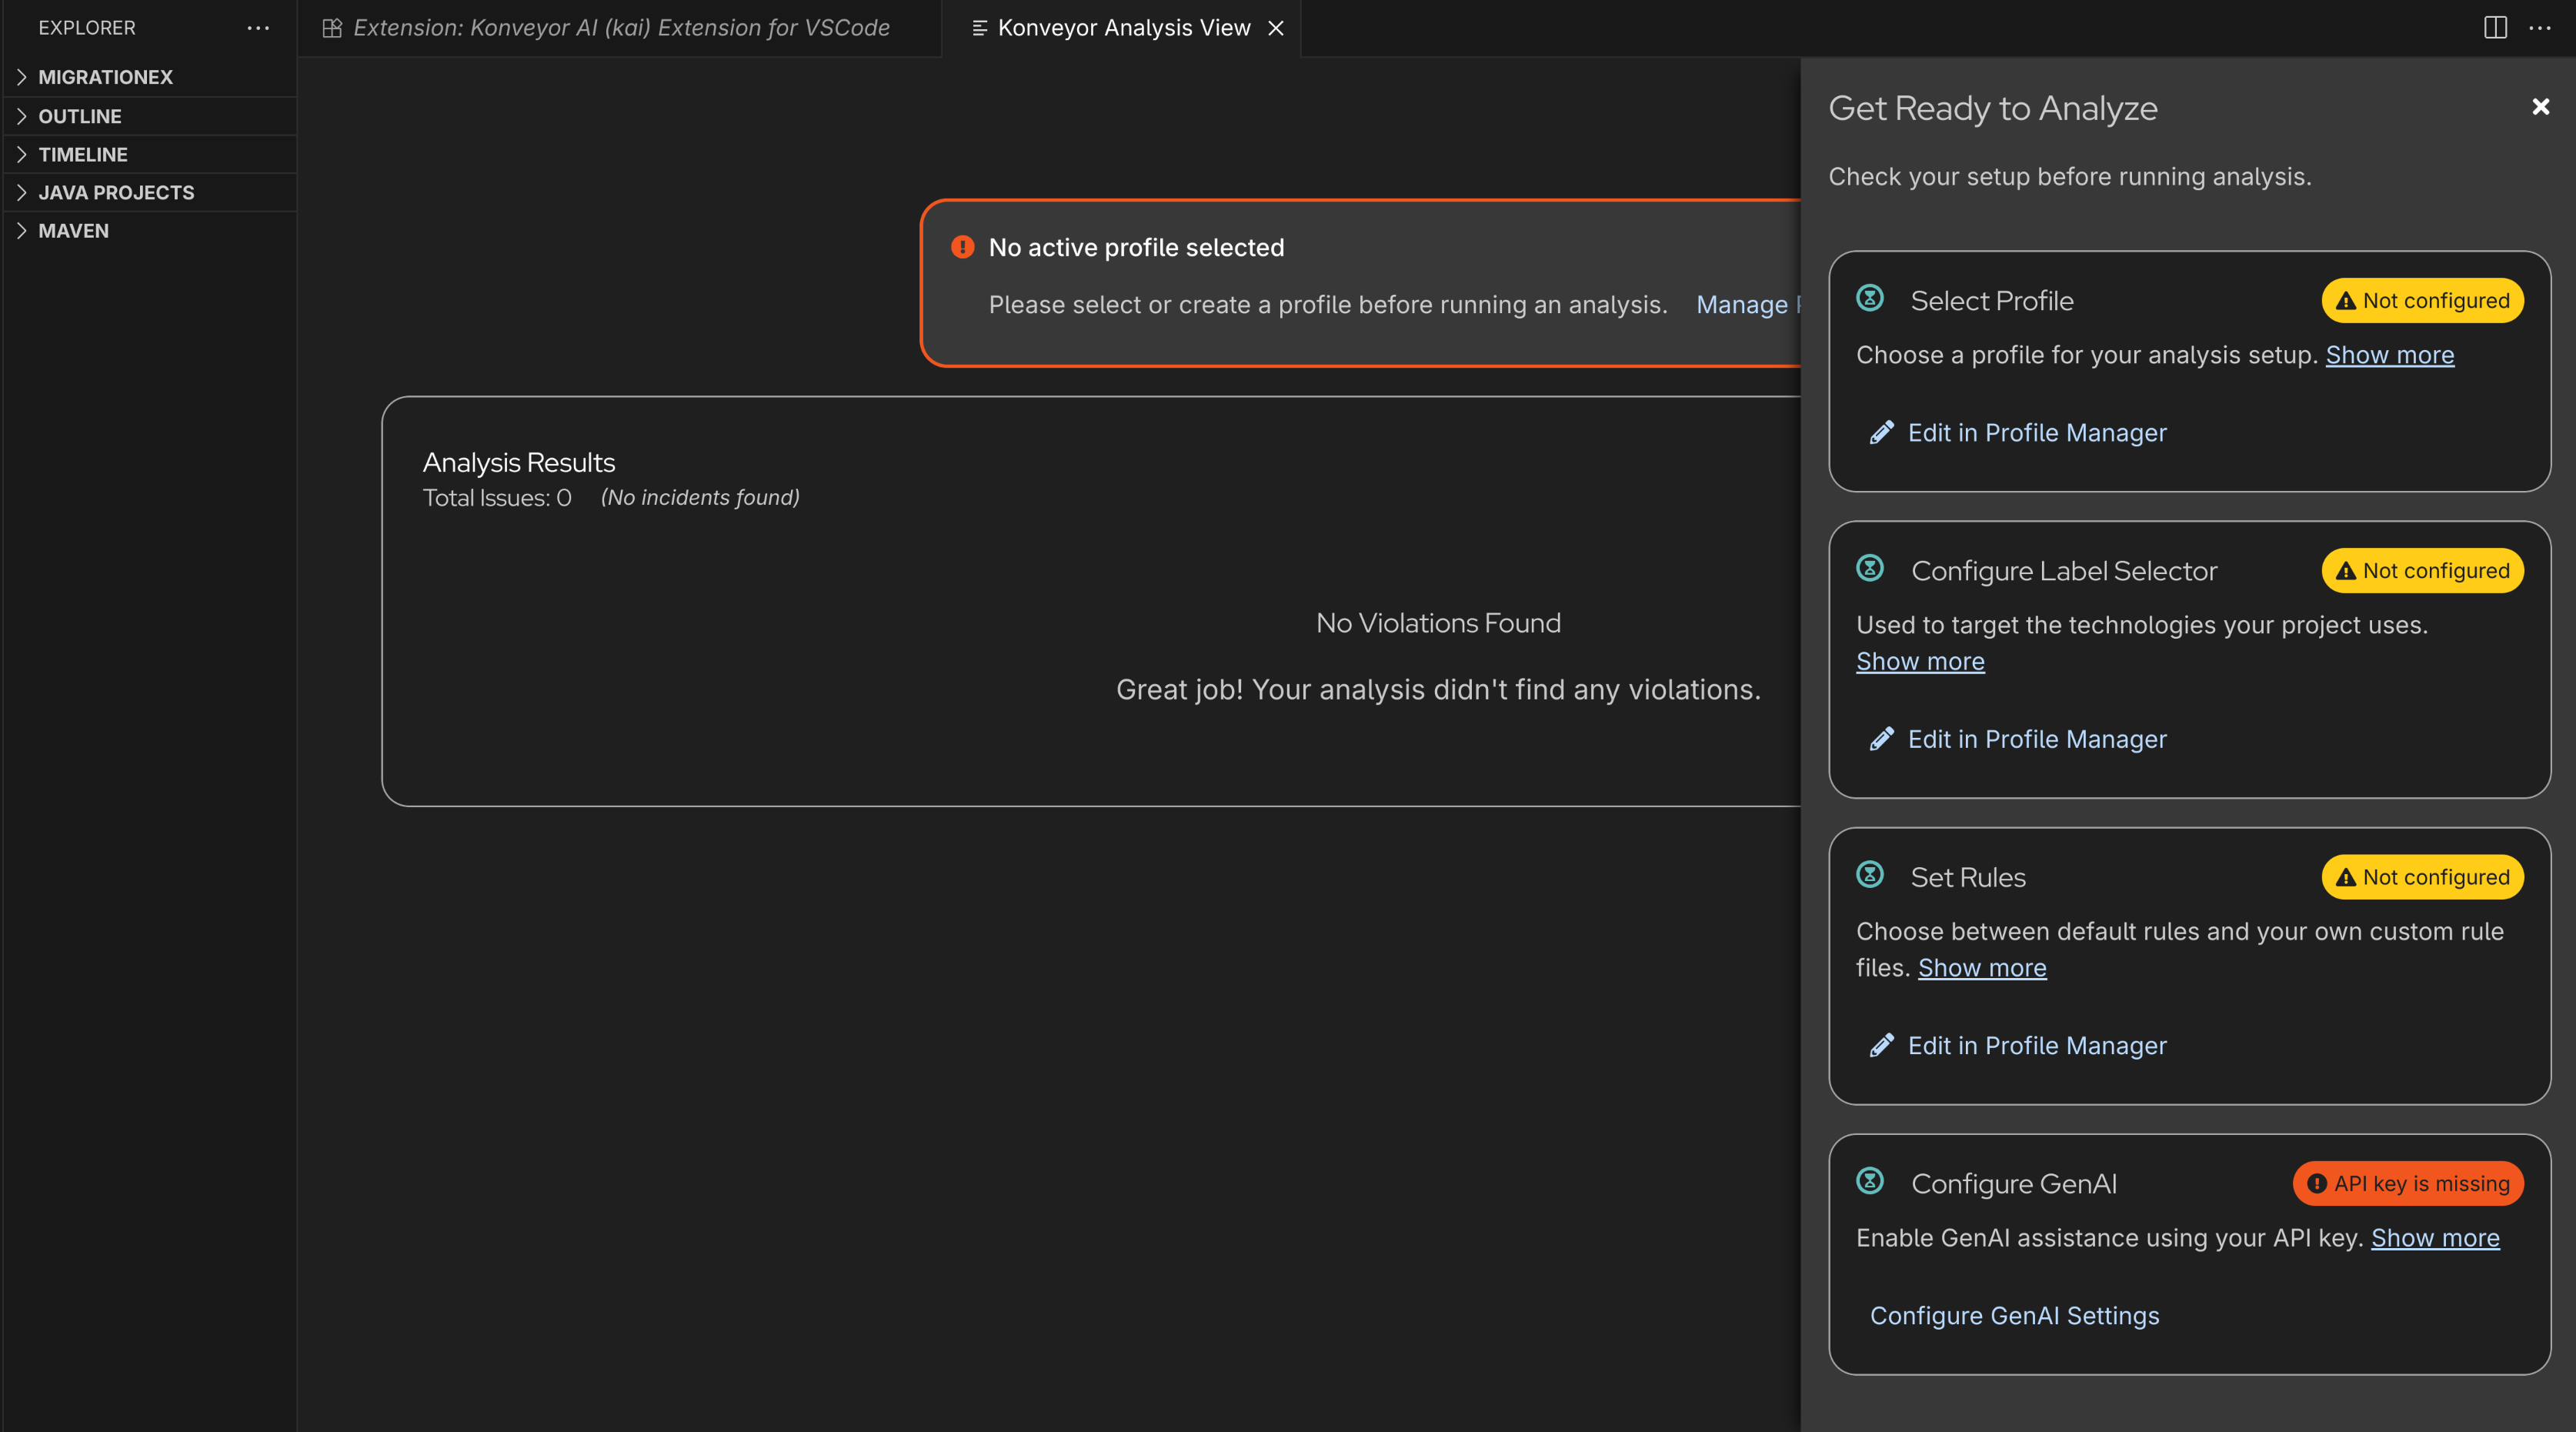 EXPLORER
MIGRATIONEX
OUTLINE
TIMELINE
JAVA PROJECTS
MAVEN
Extension: Konveyor AI (kai) Extension for VSCode
Konveyor Analysis View
No active profile selected
Please select or create a profile before running an analysis. Manage
Analysis Results
Total Issues: 0 (No incidents found)
No Violations Found
Great job! Your analysis didn't find any violations.
Get Ready to Analyze
Check your setup before running analysis.
Select Profile
Not configured
Choose a profile for your analysis setup. Show more
Edit in Profile Manager
Configure Label Selector
Not configured
Used to target the technologies your project uses.
Show more
Edit in Profile Manager
Set Rules
Not configured
Choose between default rules and your own custom rule
files. Show more
Edit in Profile Manager
Configure GenAI
API key is missing
Enable GenAI assistance using your API key. Show more
Configure GenAI Settings